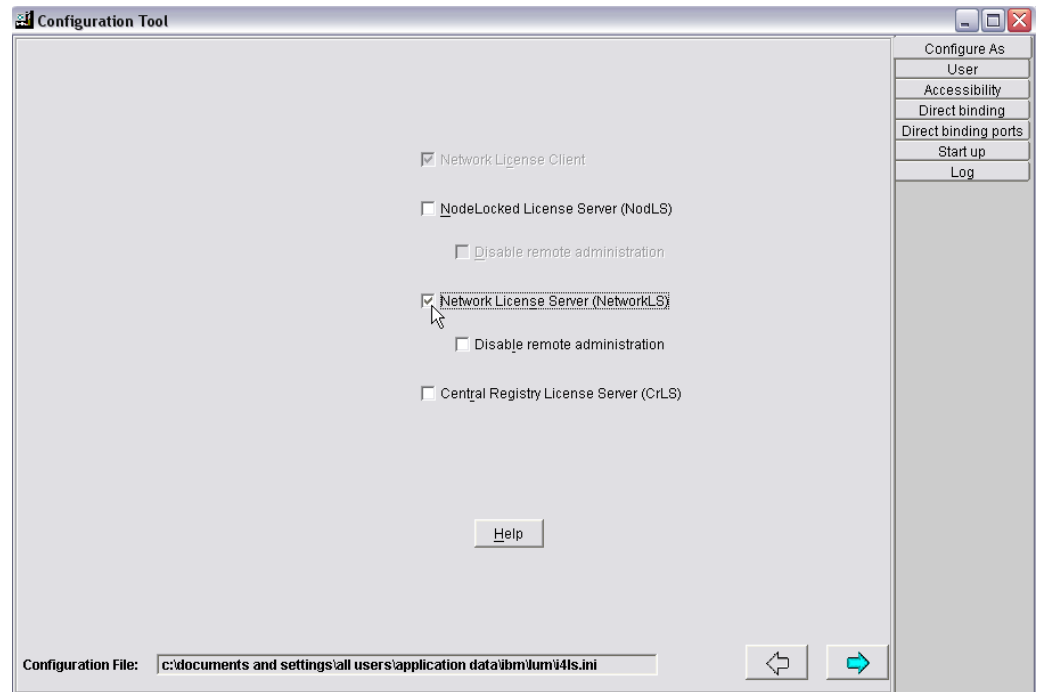 Configuration Tool
Configure As
User
Accessibility
Direct binding
Direct binding ports
Start up
Log
Network License Client
NodeLocked License Server (NodLS)
Disable remote administration
Network License Server (NetworkLS)
Disable remote administration
Central Registry License Server (CrLS)
Help
Configuration File: c:\documents and settings\all users\application data\ibm\lum\i4ls.ini